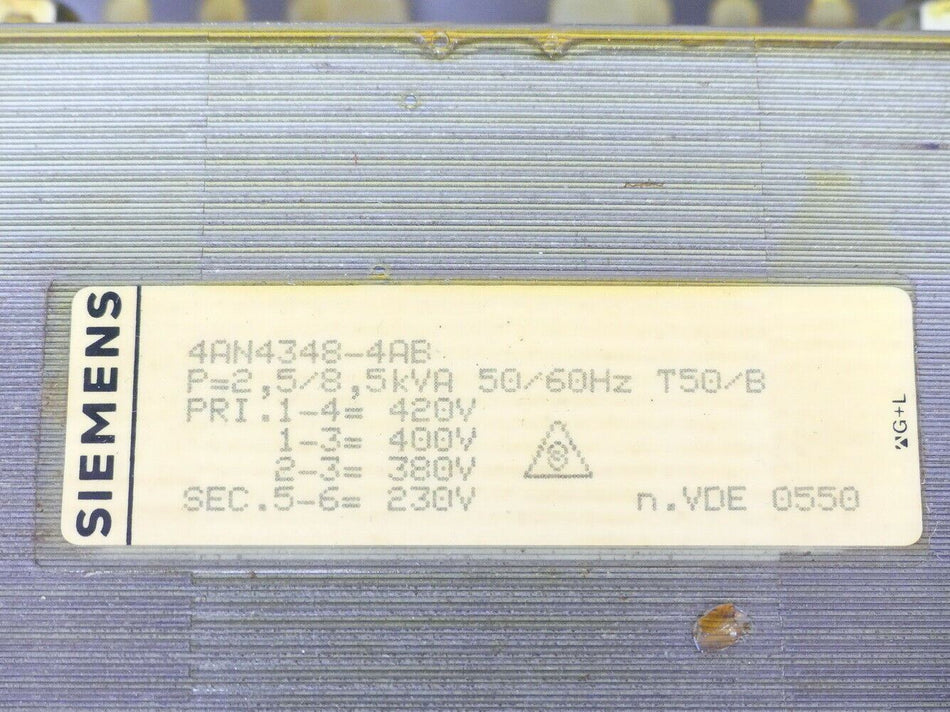 SIEMENS
4AN4348-4AB
P=2,5/8,5kVA 50/60Hz T50/B
PRI.1-4= 420V
1-3= 400V
2-3= 380V
SEC.5-6= 230V
n.VDE 0550
G+L